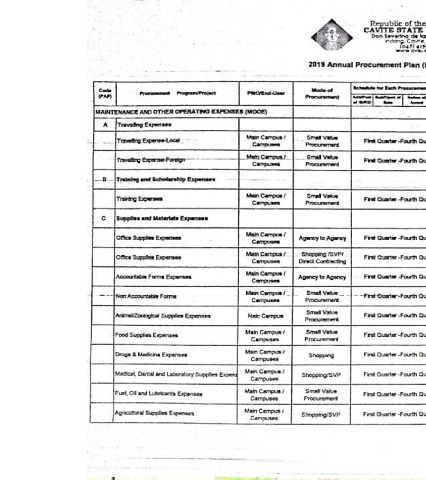 Republic of the
CAVITE STATE
Don Severino de las
Indang, Cavite,
2019 Annual Procurement Plan (
Code (PAP) Procurement Program/Project PMO/End-User Mode of Procurement Schedule for Each Procurement
MAINTENANCE AND OTHER OPERATING EXPENSES (MOOE)
A Travelling Expenses
Travelling Expense-Local Main Campus / Campuses Small Value Procurement First Quarter -Fourth Qu
Travelling Expense-Foreign Main Campus / Campuses Small Value Procurement First Quarter -Fourth Qu
B Training and Scholarship Expenses
Training Expenses Main Campus / Campuses Small Value Procurement First Quarter -Fourth Qu
C Supplies and Materials Expenses
Office Supplies Expenses Main Campus / Campuses Agency to Agency First Quarter -Fourth Qu
Office Supplies Expenses Main Campus / Campuses Shopping /SVP/ Direct Contracting First Quarter -Fourth Qu
Accountable Forms Expenses Main Campus / Campuses Agency to Agency First Quarter -Fourth Qu
Non Accountable Forms Main Campus / Campuses Small Value Procurement First Quarter -Fourth Qu
Animal/Zoological Supplies Expenses Naic Campus Small Value Procurement First Quarter -Fourth Qu
Food Supplies Expenses Main Campus / Campuses Small Value Procurement First Quarter -Fourth Qu
Drugs & Medicine Expenses Main Campus / Campuses Shopping First Quarter -Fourth Qu
Medical, Dental and Laboratory Supplies Expens Main Campus / Campuses Shopping/SVP First Quarter -Fourth Qu
Fuel, Oil and Lubricants Expenses Main Campus / Campuses Small Value Procurement First Quarter -Fourth Qu
Agricultural Supplies Expenses Main Campus / Campuses Shopping/SVP First Quarter -Fourth Qu